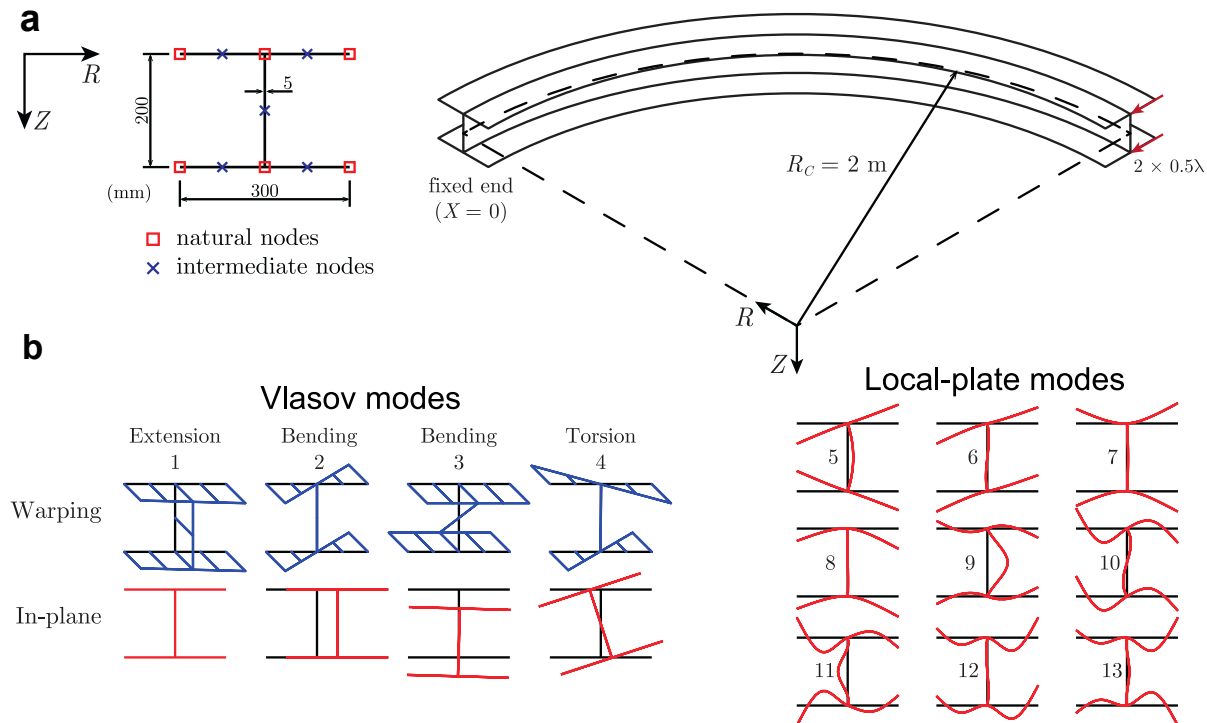 a
R
Z
200
5
(mm)
300
natural nodes
intermediate nodes
fixed end
(X = 0)
R_C = 2 m
2 × 0.5λ
R
Z
b
Vlasov modes
Local-plate modes
Extension
1
Bending
2
Bending
3
Torsion
4
Warping
In-plane
5
6
7
8
9
10
11
12
13